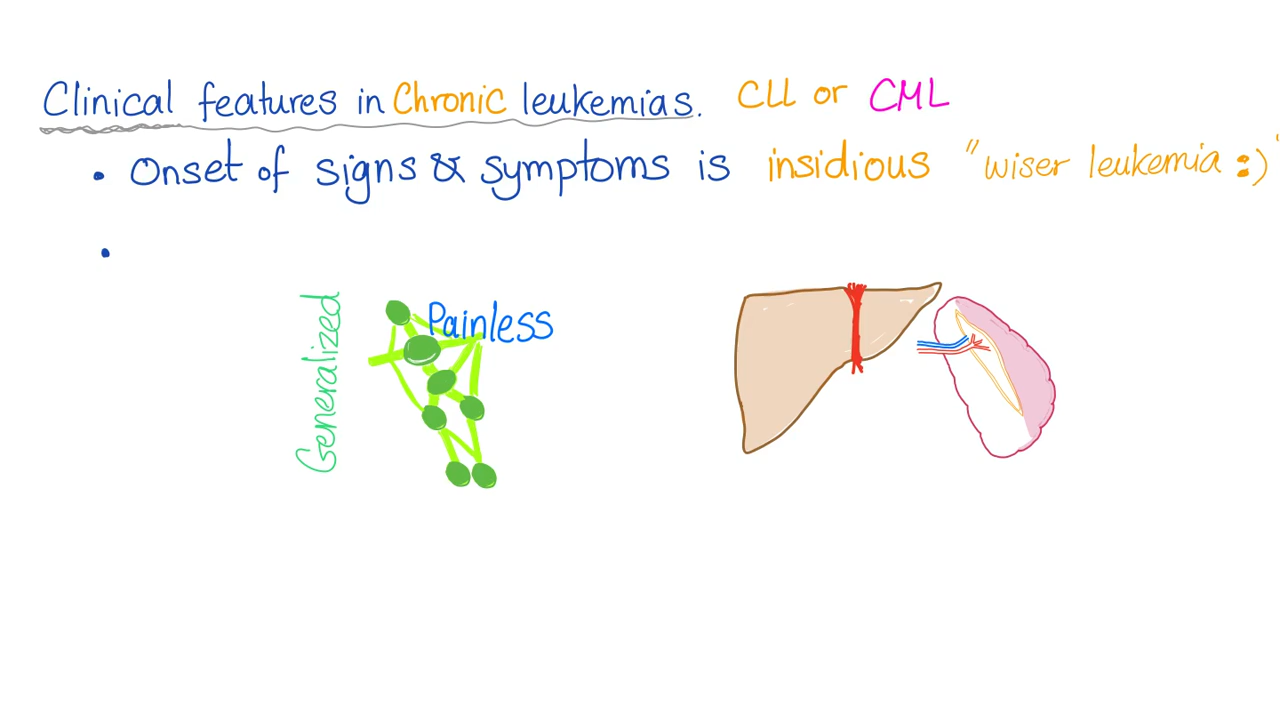 Clinical features in Chronic leukemias. CLL or CML
• Onset of signs & symptoms is insidious "wiser leukemia :)"
•
Generalized
Painless